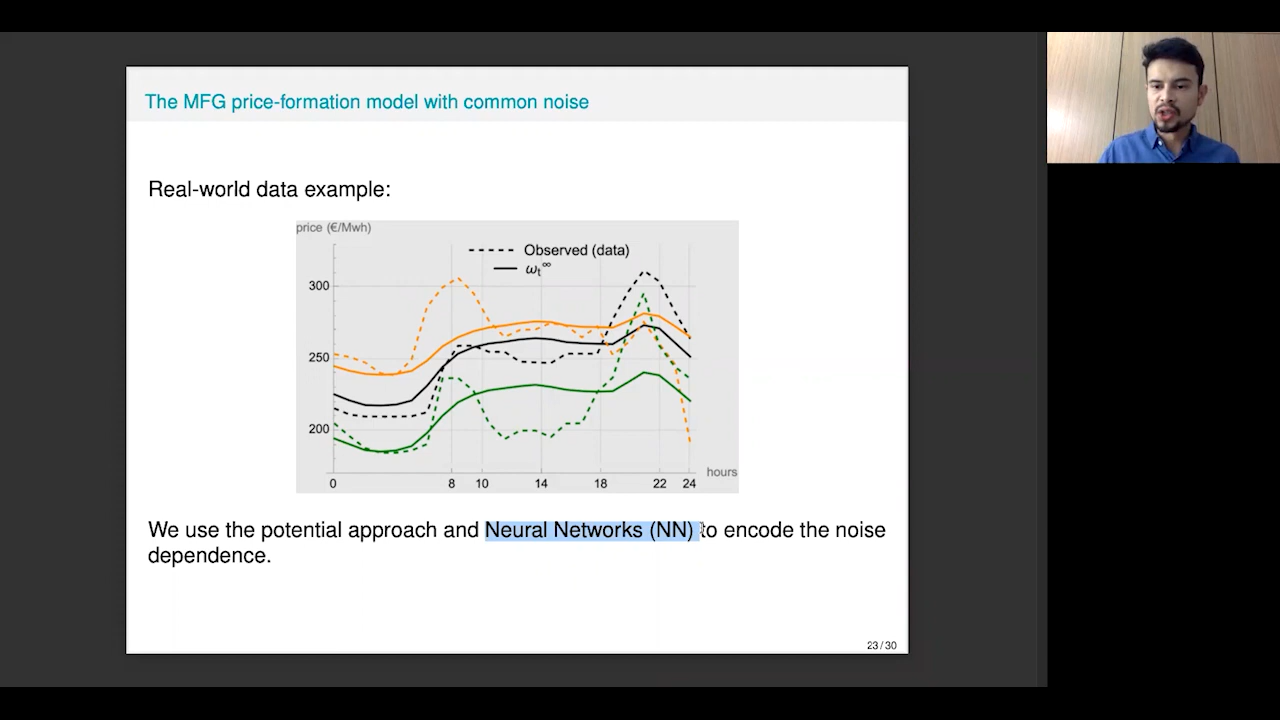 The MFG price-formation model with common noise
Real-world data example:
price (€/Mwh)
Observed (data)
ωt∞
300
250
200
hours
0 8 10 14 18 22 24
We use the potential approach and Neural Networks (NN) to encode the noise
dependence.
23 / 30